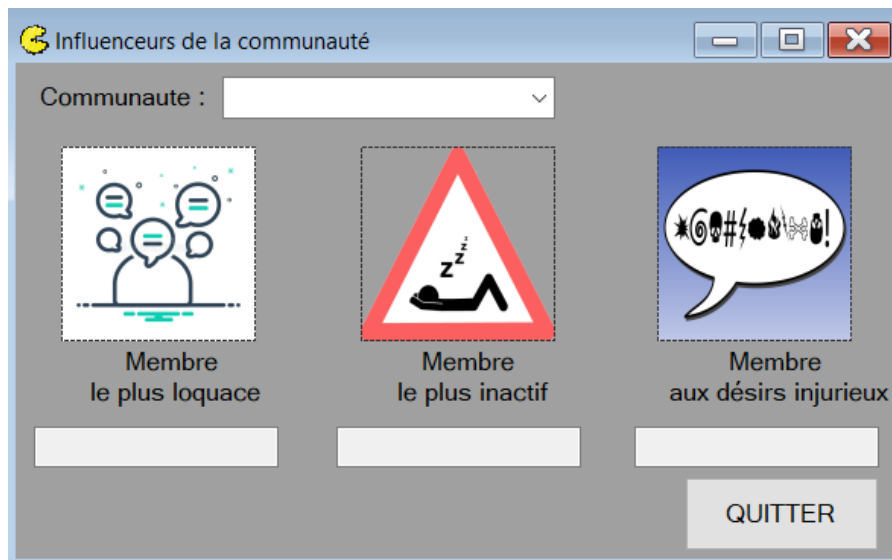 Influenceurs de la communauté
Communaute :
z z z
*@#!
Membre
le plus loquace
Membre
le plus inactif
Membre
aux désirs injurieux
QUITTER